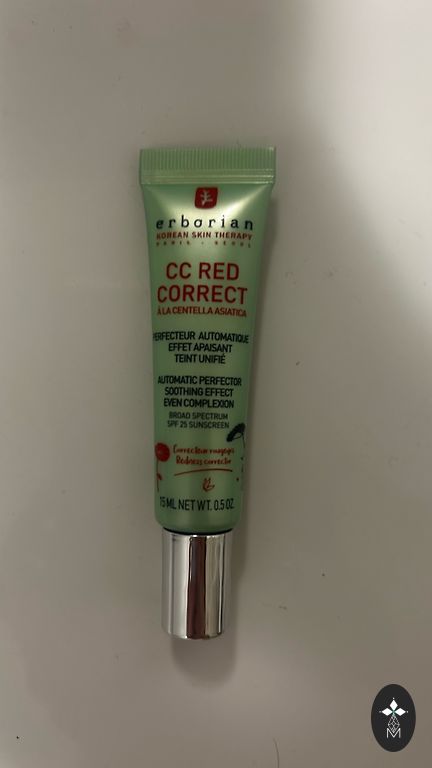 erborian
KOREAN SKIN THERAPY
PARIS - SEOUL
CC RED
CORRECT
À LA CENTELLA ASIATICA
PERFECTEUR AUTOMATIQUE
EFFET APAISANT
TEINT UNIFIÉ
AUTOMATIC PERFECTOR
SOOTHING EFFECT
EVEN COMPLEXION
BROAD SPECTRUM
SPF 25 SUNSCREEN
Correcteur rougeurs
Redness corrector
15 ML NET WT. 0.5 OZ.
M